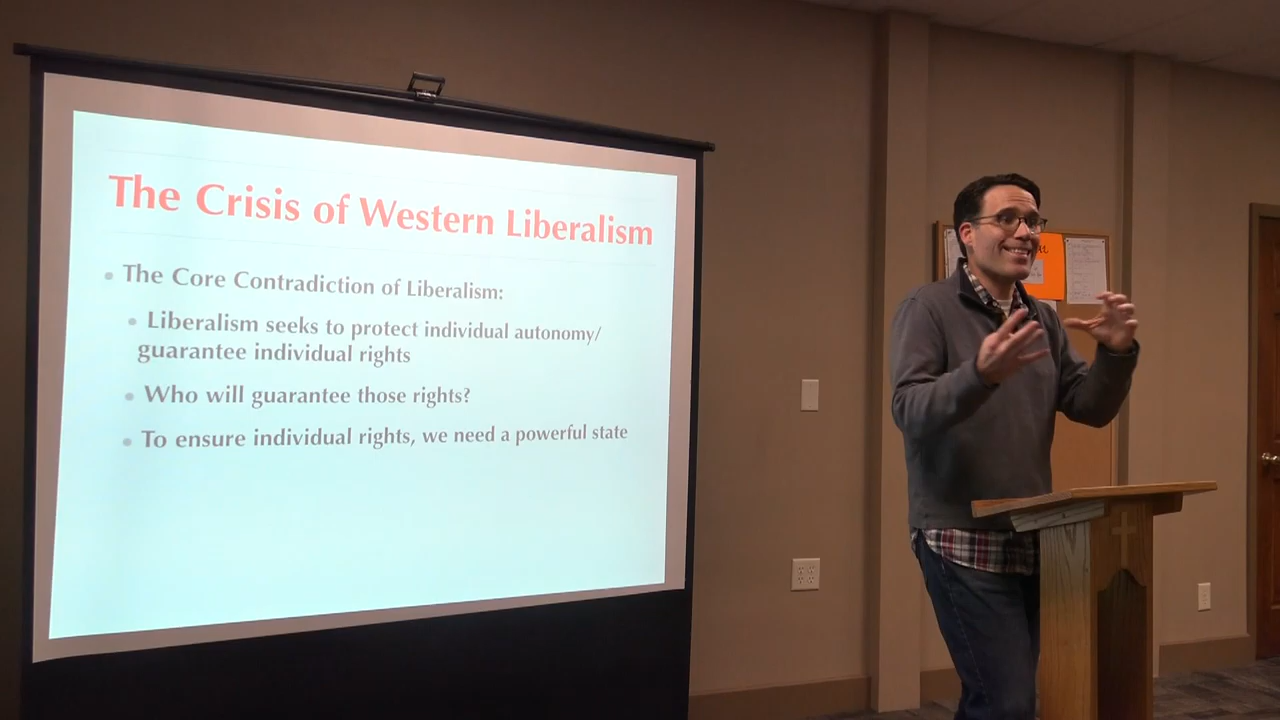 The Crisis of Western Liberalism
• The Core Contradiction of Liberalism:
• Liberalism seeks to protect individual autonomy/
guarantee individual rights
• Who will guarantee those rights?
• To ensure individual rights, we need a powerful state